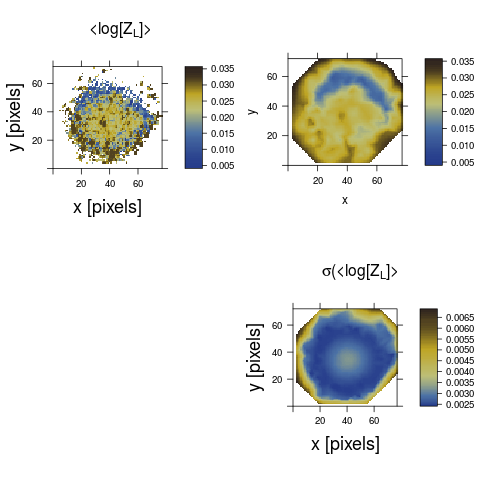 <log[Z_L]>
60
40
20
20 40 60
y [pixels]
x [pixels]
0.035
0.030
0.025
0.020
0.015
0.010
0.005
60
40
20
20 40 60
y
x
0.035
0.030
0.025
0.020
0.015
0.010
0.005
σ(<log[Z_L]>
60
40
20
20 40 60
y [pixels]
x [pixels]
0.0065
0.0060
0.0055
0.0050
0.0045
0.0040
0.0035
0.0030
0.0025